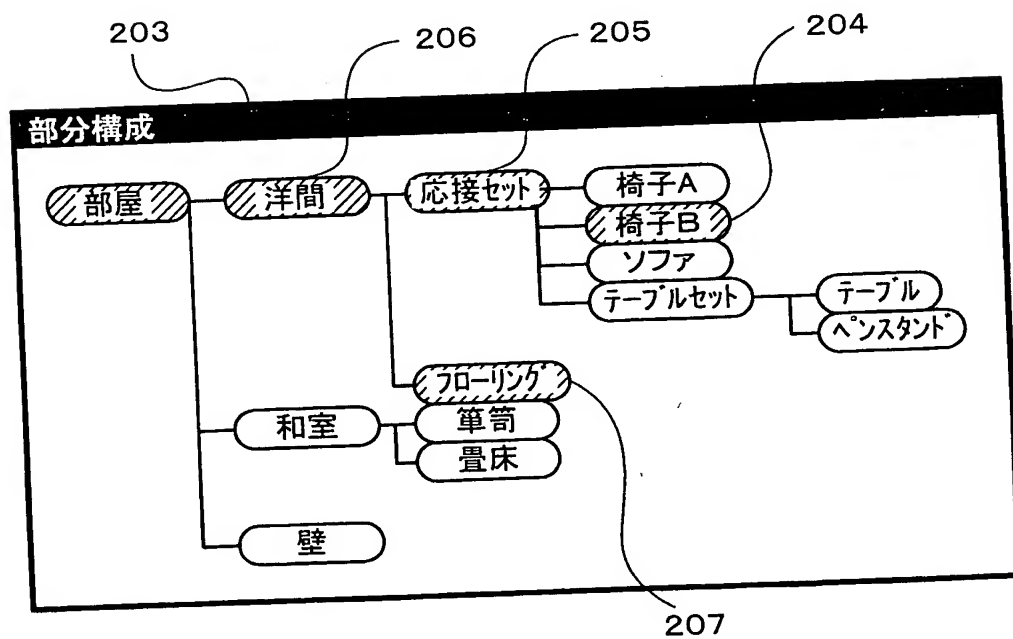 203
206
205
204
部分構成
部屋
洋間
応接セット
椅子A
椅子B
ソファ
テーブルセット
テーブル
ペンスタンド
フローリング
和室
箪笥
畳床
壁
207